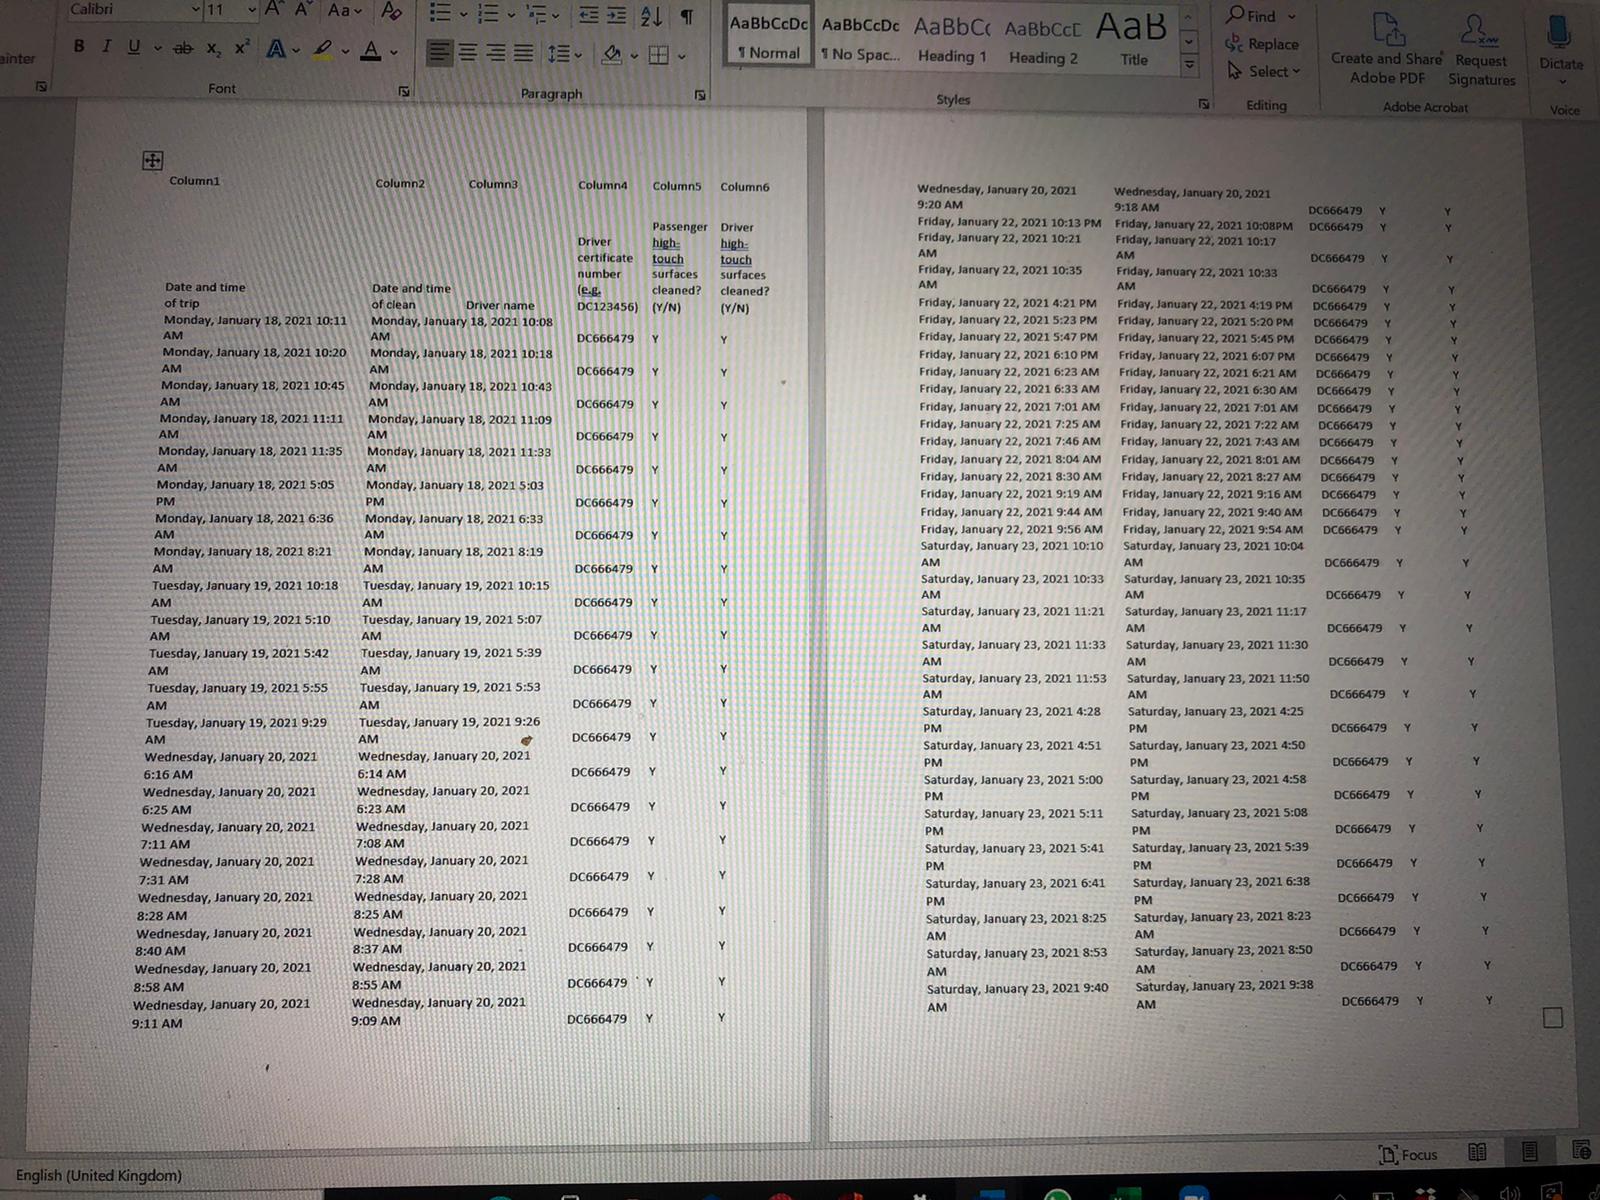 ainter
Calibri 11 A A Aa A
B I U ab x2 x2 A A
Font
Paragraph
AaBbCcDc AaBbCcDc AaBbC AaBbCcD AaB
¶ Normal ¶ No Spac... Heading 1 Heading 2 Title
Styles
Find
Replace
Select
Editing
Create and Share
Adobe PDF
Request
Signatures
Adobe Acrobat
Dictate
Voice
Column1 Column2 Column3 Column4 Column5 Column6
Date and time
of trip
Date and time
of clean
Driver name
Driver
certificate
number
(e.g.
DC123456)
Passenger
high-
touch
surfaces
cleaned?
(Y/N)
Driver
high-
touch
surfaces
cleaned?
(Y/N)
Monday, January 18, 2021 10:11 Monday, January 18, 2021 10:08
AM AM DC666479 Y Y
Monday, January 18, 2021 10:20 Monday, January 18, 2021 10:18
AM AM DC666479 Y Y
Monday, January 18, 2021 10:45 Monday, January 18, 2021 10:43
AM AM DC666479 Y Y
Monday, January 18, 2021 11:11 Monday, January 18, 2021 11:09
AM AM DC666479 Y Y
Monday, January 18, 2021 11:35 Monday, January 18, 2021 11:33
AM AM DC666479 Y Y
Monday, January 18, 2021 5:05 Monday, January 18, 2021 5:03
PM PM DC666479 Y Y
Monday, January 18, 2021 6:36 Monday, January 18, 2021 6:33
AM AM DC666479 Y Y
Monday, January 18, 2021 8:21 Monday, January 18, 2021 8:19
AM AM DC666479 Y Y
Tuesday, January 19, 2021 10:18 Tuesday, January 19, 2021 10:15
AM AM DC666479 Y Y
Tuesday, January 19, 2021 5:10 Tuesday, January 19, 2021 5:07
AM AM DC666479 Y Y
Tuesday, January 19, 2021 5:42 Tuesday, January 19, 2021 5:39
AM AM DC666479 Y Y
Tuesday, January 19, 2021 5:55 Tuesday, January 19, 2021 5:53
AM AM DC666479 Y Y
Tuesday, January 19, 2021 9:29 Tuesday, January 19, 2021 9:26
AM AM DC666479 Y Y
Wednesday, January 20, 2021 Wednesday, January 20, 2021
6:16 AM 6:14 AM DC666479 Y Y
Wednesday, January 20, 2021 Wednesday, January 20, 2021
6:25 AM 6:23 AM DC666479 Y Y
Wednesday, January 20, 2021 Wednesday, January 20, 2021
7:11 AM 7:08 AM DC666479 Y Y
Wednesday, January 20, 2021 Wednesday, January 20, 2021
7:31 AM 7:28 AM DC666479 Y Y
Wednesday, January 20, 2021 Wednesday, January 20, 2021
8:28 AM 8:25 AM DC666479 Y Y
Wednesday, January 20, 2021 Wednesday, January 20, 2021
8:40 AM 8:37 AM DC666479 Y Y
Wednesday, January 20, 2021 Wednesday, January 20, 2021
8:58 AM 8:55 AM DC666479 Y Y
Wednesday, January 20, 2021 Wednesday, January 20, 2021
9:11 AM 9:09 AM DC666479 Y Y
Wednesday, January 20, 2021 Wednesday, January 20, 2021
9:20 AM 9:18 AM DC666479 Y Y
Friday, January 22, 2021 10:13 PM Friday, January 22, 2021 10:08PM DC666479 Y Y
Friday, January 22, 2021 10:21 Friday, January 22, 2021 10:17
AM AM DC666479 Y Y
Friday, January 22, 2021 10:35 Friday, January 22, 2021 10:33
AM AM DC666479 Y Y
Friday, January 22, 2021 4:21 PM Friday, January 22, 2021 4:19 PM DC666479 Y Y
Friday, January 22, 2021 5:23 PM Friday, January 22, 2021 5:20 PM DC666479 Y Y
Friday, January 22, 2021 5:47 PM Friday, January 22, 2021 5:45 PM DC666479 Y Y
Friday, January 22, 2021 6:10 PM Friday, January 22, 2021 6:07 PM DC666479 Y Y
Friday, January 22, 2021 6:23 AM Friday, January 22, 2021 6:21 AM DC666479 Y Y
Friday, January 22, 2021 6:33 AM Friday, January 22, 2021 6:30 AM DC666479 Y Y
Friday, January 22, 2021 7:01 AM Friday, January 22, 2021 7:01 AM DC666479 Y Y
Friday, January 22, 2021 7:25 AM Friday, January 22, 2021 7:22 AM DC666479 Y Y
Friday, January 22, 2021 7:46 AM Friday, January 22, 2021 7:43 AM DC666479 Y Y
Friday, January 22, 2021 8:04 AM Friday, January 22, 2021 8:01 AM DC666479 Y Y
Friday, January 22, 2021 8:30 AM Friday, January 22, 2021 8:27 AM DC666479 Y Y
Friday, January 22, 2021 9:19 AM Friday, January 22, 2021 9:16 AM DC666479 Y Y
Friday, January 22, 2021 9:44 AM Friday, January 22, 2021 9:40 AM DC666479 Y Y
Friday, January 22, 2021 9:56 AM Friday, January 22, 2021 9:54 AM DC666479 Y Y
Saturday, January 23, 2021 10:10 Saturday, January 23, 2021 10:04
AM AM DC666479 Y Y
Saturday, January 23, 2021 10:33 Saturday, January 23, 2021 10:35
AM AM DC666479 Y Y
Saturday, January 23, 2021 11:21 Saturday, January 23, 2021 11:17
AM AM DC666479 Y Y
Saturday, January 23, 2021 11:33 Saturday, January 23, 2021 11:30
AM AM DC666479 Y Y
Saturday, January 23, 2021 11:53 Saturday, January 23, 2021 11:50
AM AM DC666479 Y Y
Saturday, January 23, 2021 4:28 Saturday, January 23, 2021 4:25
PM PM DC666479 Y Y
Saturday, January 23, 2021 4:51 Saturday, January 23, 2021 4:50
PM PM DC666479 Y Y
Saturday, January 23, 2021 5:00 Saturday, January 23, 2021 4:58
PM PM DC666479 Y Y
Saturday, January 23, 2021 5:11 Saturday, January 23, 2021 5:08
PM PM DC666479 Y Y
Saturday, January 23, 2021 5:41 Saturday, January 23, 2021 5:39
PM PM DC666479 Y Y
Saturday, January 23, 2021 6:41 Saturday, January 23, 2021 6:38
PM PM DC666479 Y Y
Saturday, January 23, 2021 8:25 Saturday, January 23, 2021 8:23
AM AM DC666479 Y Y
Saturday, January 23, 2021 8:53 Saturday, January 23, 2021 8:50
AM AM DC666479 Y Y
Saturday, January 23, 2021 9:40 Saturday, January 23, 2021 9:38
AM AM DC666479 Y Y
English (United Kingdom)
Focus